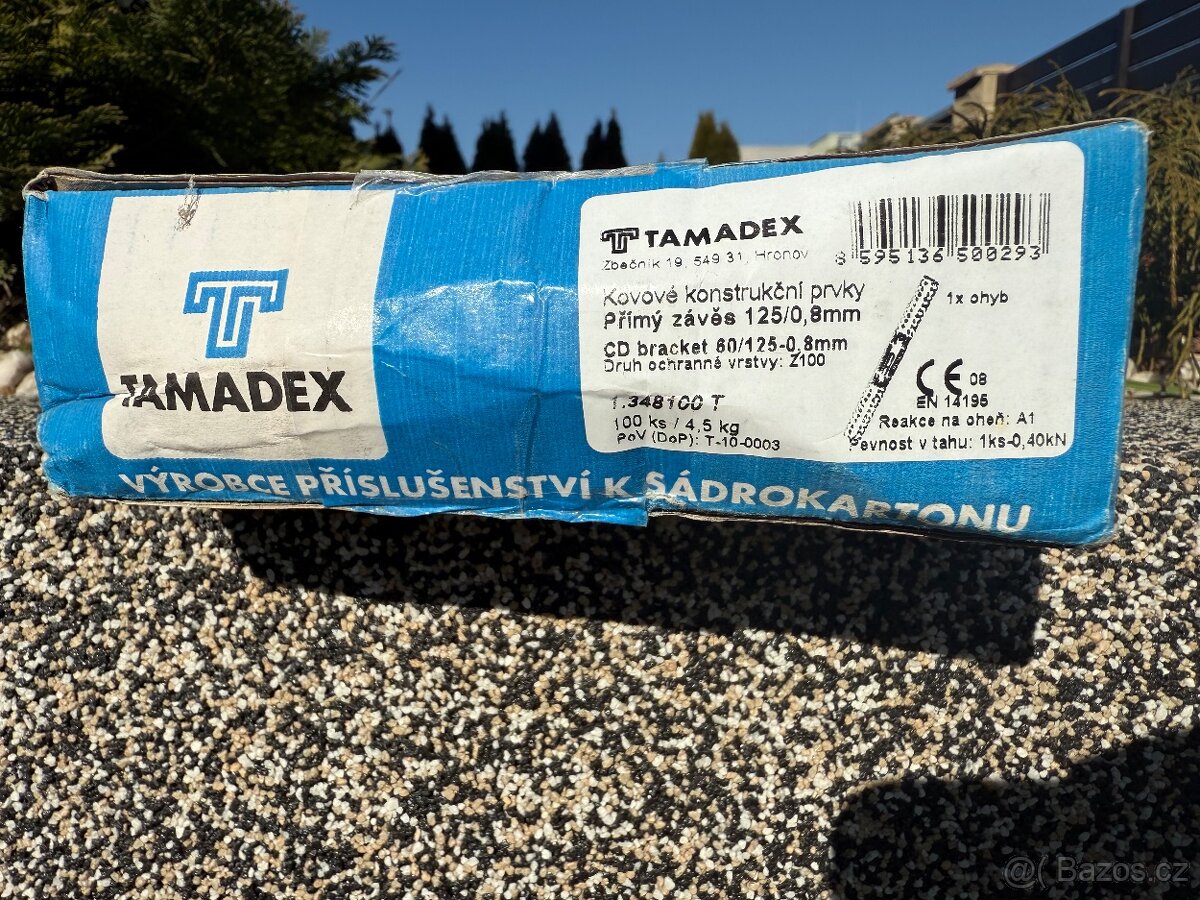 TAMADEX
VÝROBCE PŘÍSLUŠENSTVÍ K SÁDROKARTONU
TAMADEX
Zbečník 19, 549 31, Hronov
8 595136 500293
Kovové konstrukční prvky
Přímý závěs 125/0,8mm
1x ohyb
CD bracket 60/125-0,8mm
Druh ochranné vrstvy: Z100
CE 08
EN 14195
1.348100 T
100 ks / 4,5 kg
PoV (DoP): T-10-0003
Reakce na oheň: A1
Pevnost v tahu: 1ks-0,40kN
@( Bazos.cz